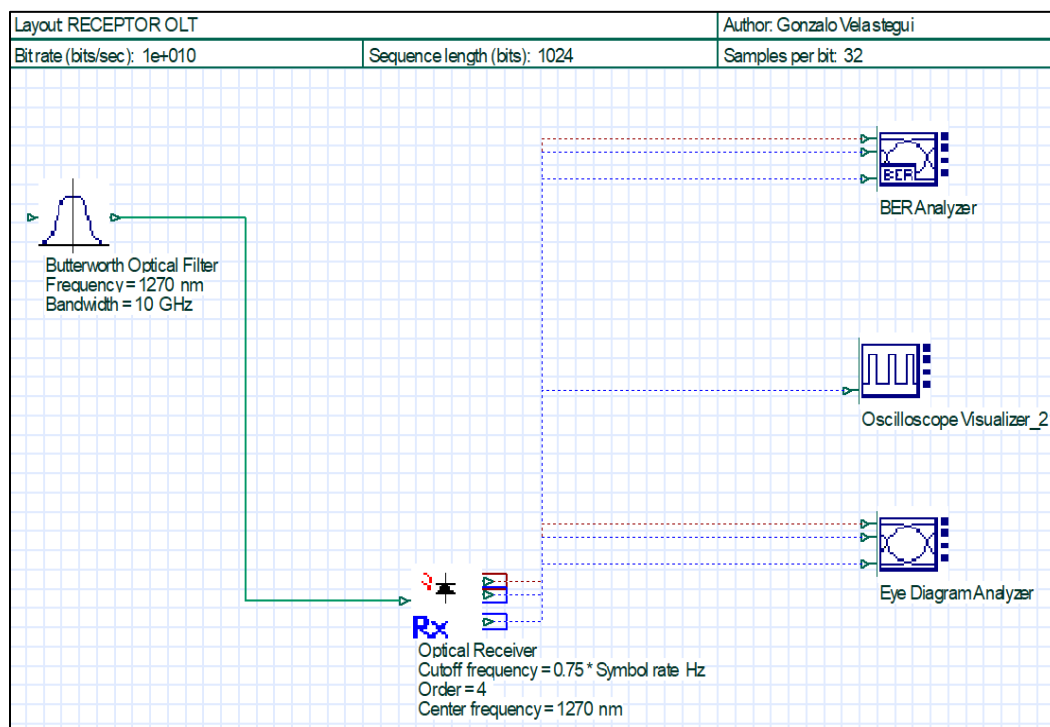 Layout: RECEPTOR OLT
Author: Gonzalo Velastegui
Bit rate (bits/sec): 1e+010
Sequence length (bits): 1024
Samples per bit: 32
BER
BER Analyzer
Butterworth Optical Filter
Frequency = 1270 nm
Bandwidth = 10 GHz
Oscilloscope Visualizer_2
Eye Diagram Analyzer
Rx
Optical Receiver
Cutoff frequency = 0.75 * Symbol rate Hz
Order = 4
Center frequency = 1270 nm